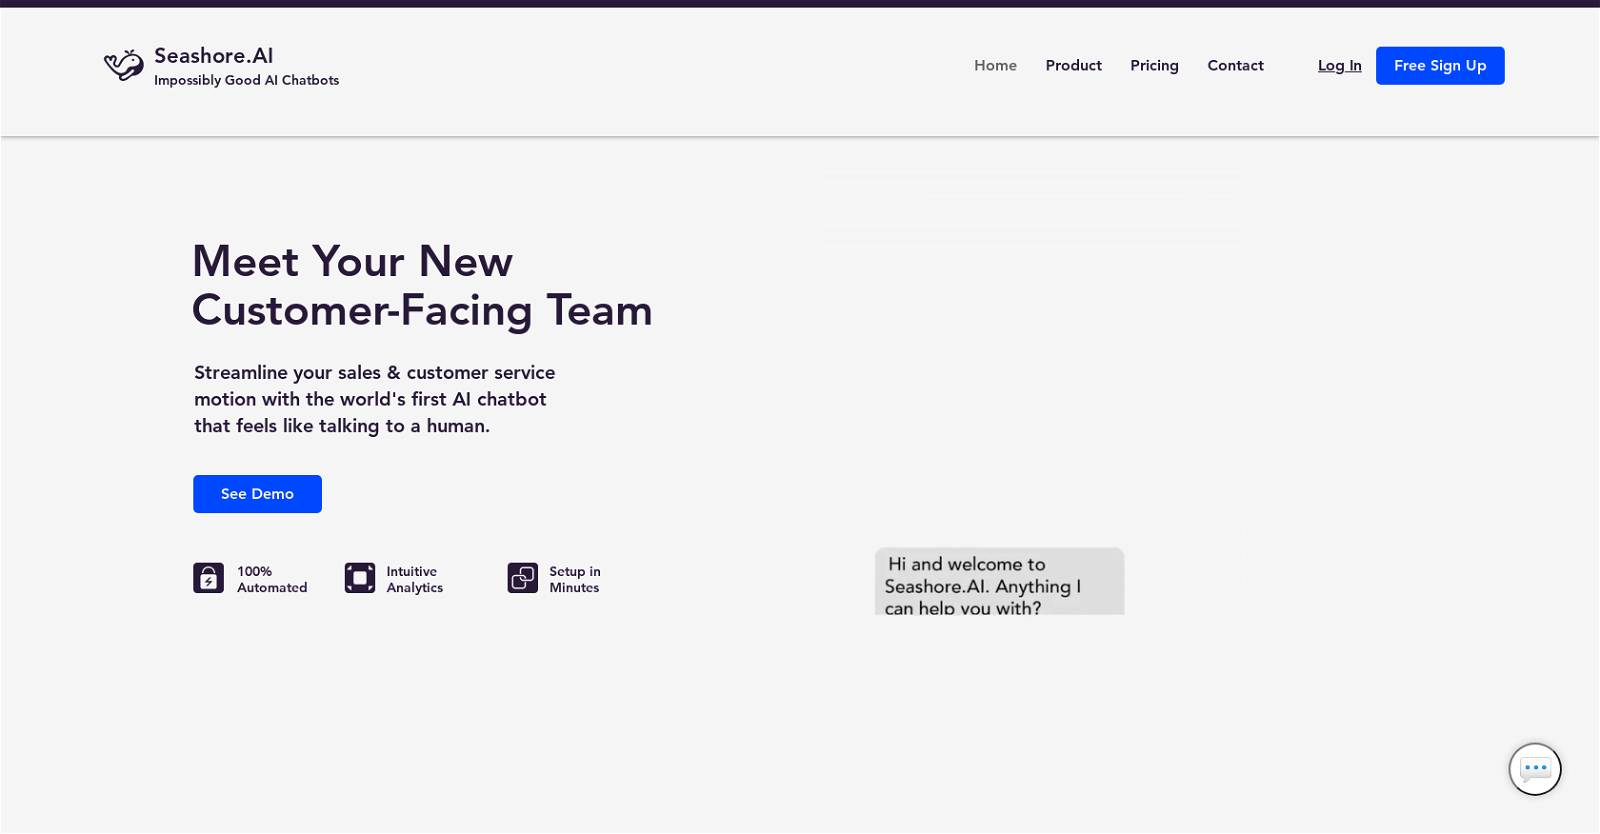 Seashore.AI
Impossibly Good AI Chatbots
Home
Product
Pricing
Contact
Log In
Free Sign Up
Meet Your New
Customer-Facing Team
Streamline your sales & customer service
motion with the world's first AI chatbot
that feels like talking to a human.
See Demo
100%
Automated
Intuitive
Analytics
Setup in
Minutes
Hi and welcome to
Seashore.AI. Anything I
can help you with?